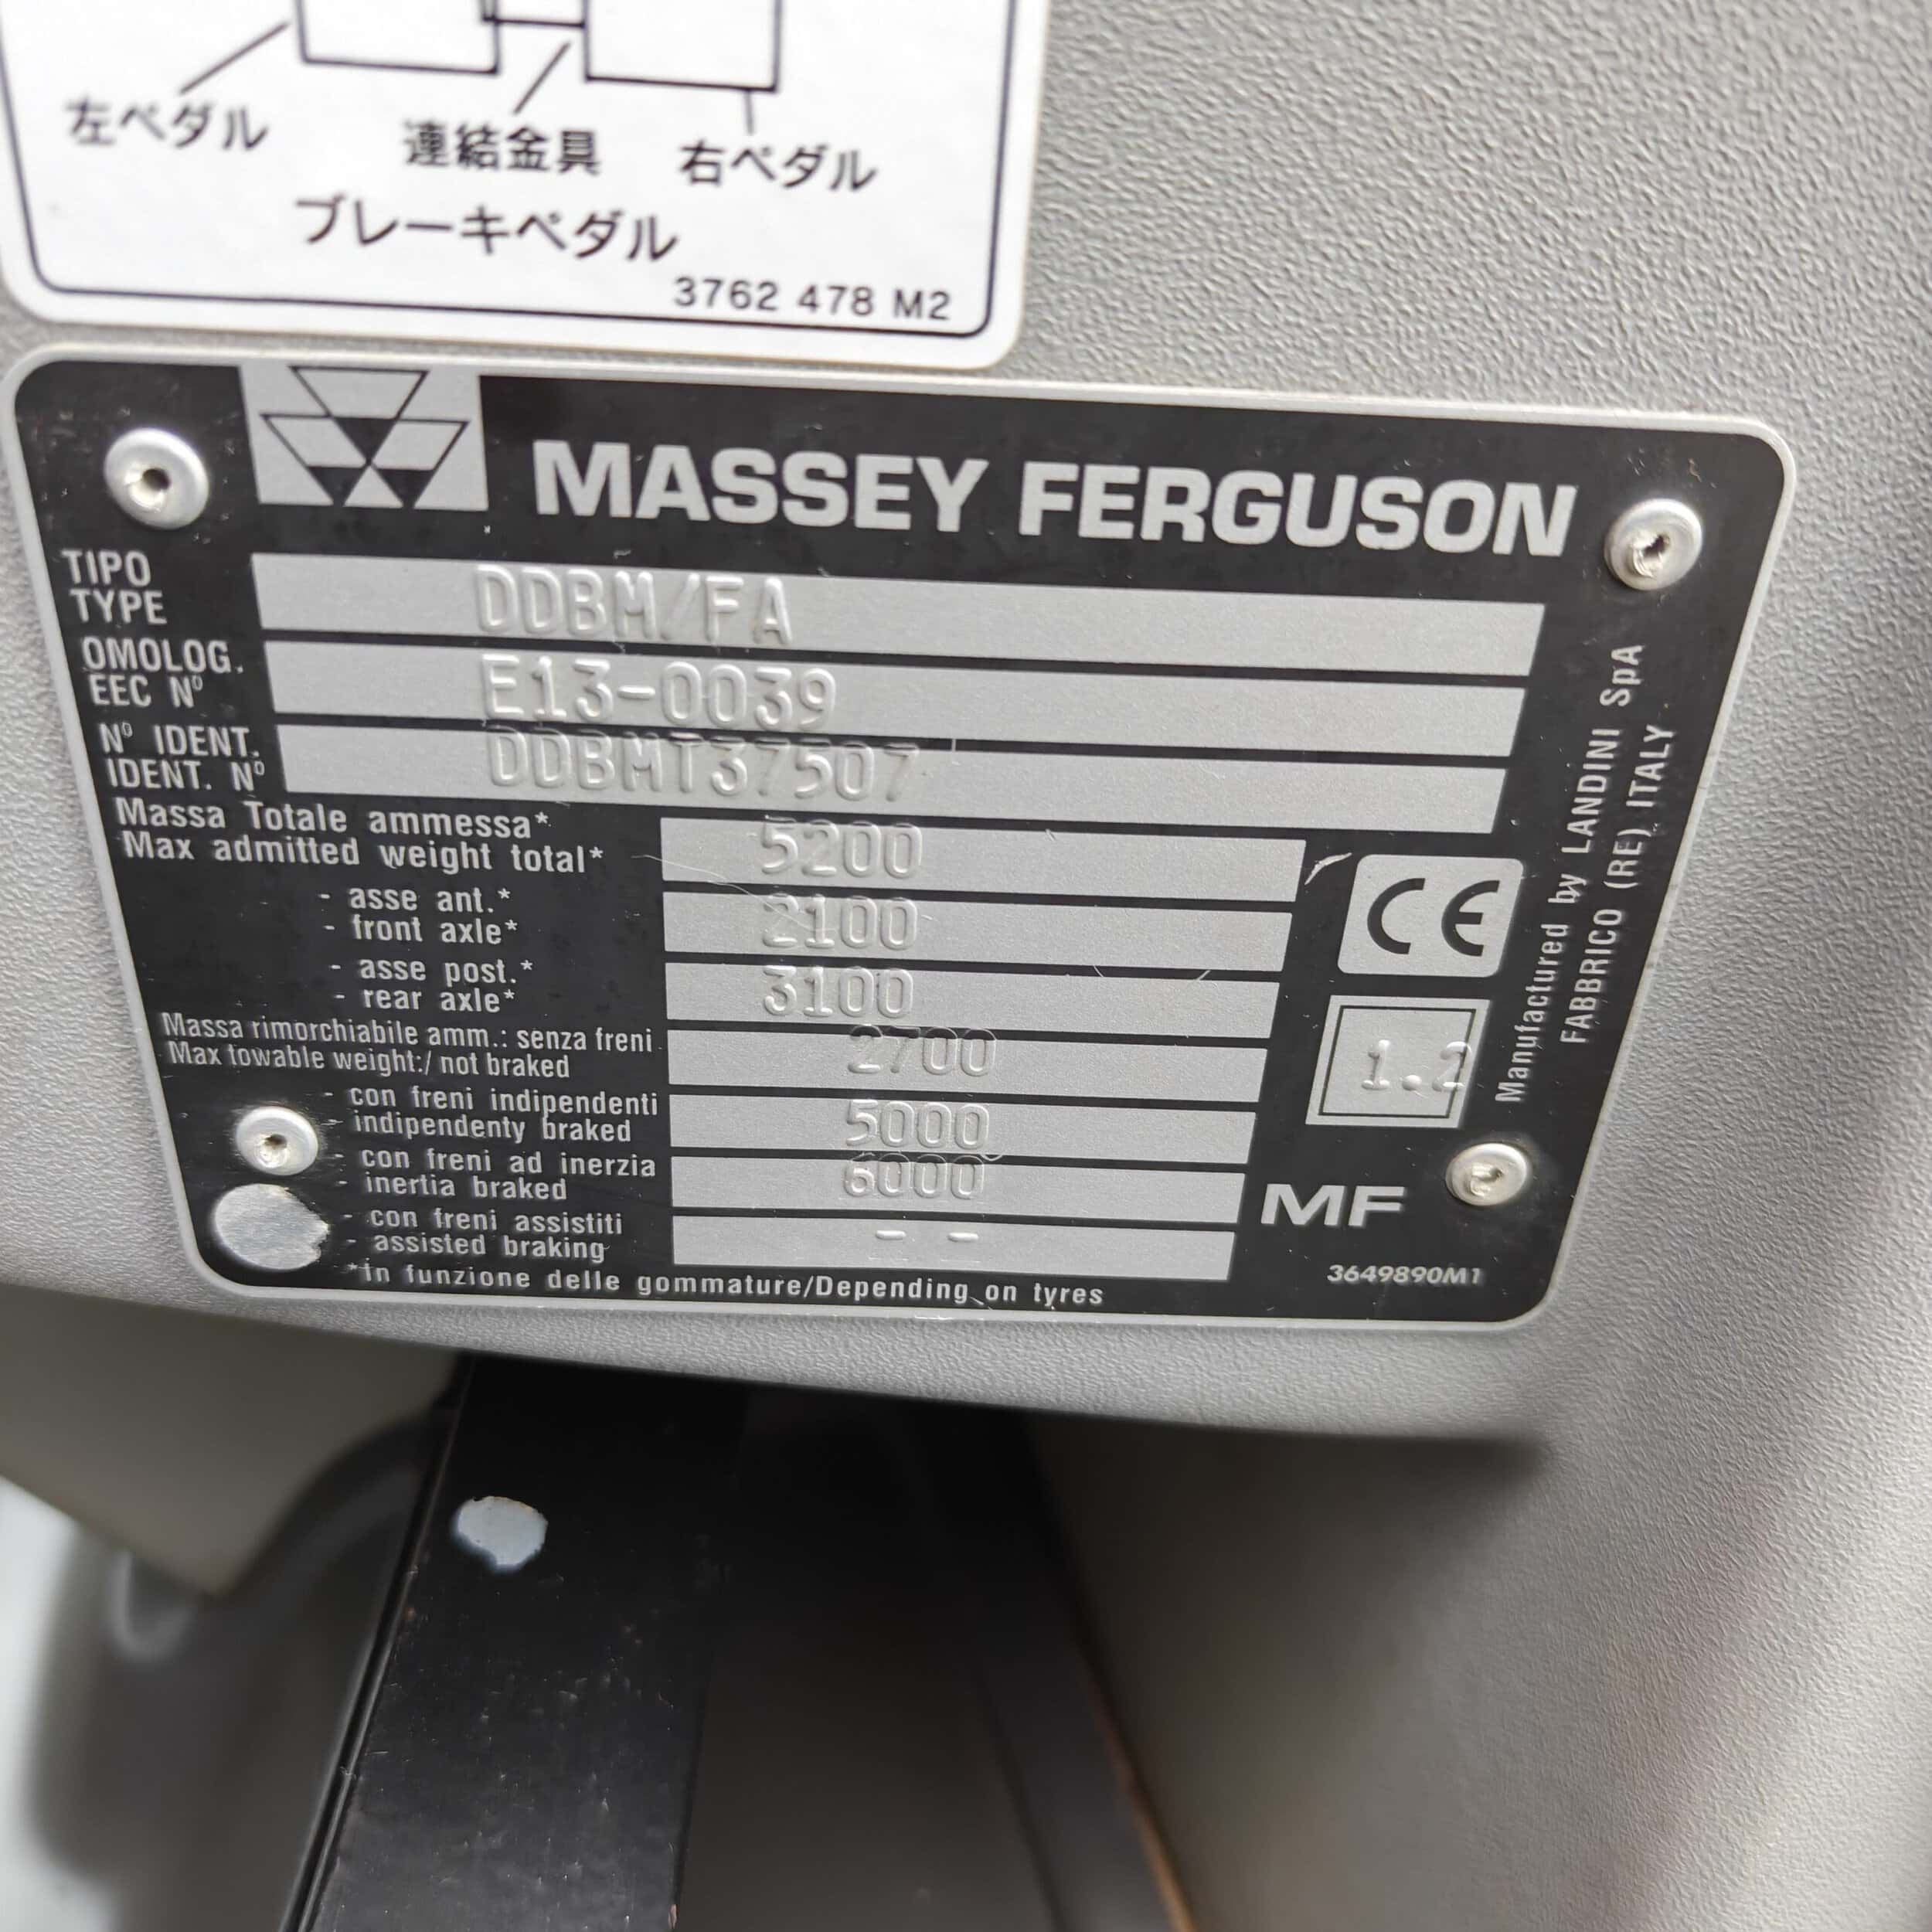 左ペダル 連結金具 右ペダル
ブレーキペダル
3762 478 M2
MASSEY FERGUSON
TIPO
TYPE
DDBM/FA
OMOLOG.
EEC Nº
E13-0039
Nº IDENT.
IDENT. Nº
DDBMT37507
Massa Totale ammessa*
Max admitted weight total*
5200
- asse ant.*
- front axle*
2100
- asse post.*
- rear axle*
3100
Massa rimorchiabile amm.: senza freni
Max towable weight:/ not braked
2700
- con freni indipendenti
- indipendenty braked
5000
- con freni ad inerzia
- inertia braked
6000
- con freni assistiti
- assisted braking
- -
*In funzione delle gommature/Depending on tyres
CE
1.2
MF
3649890M1
Manufactured by LANDINI SpA
FABBRICO (RE) ITALY